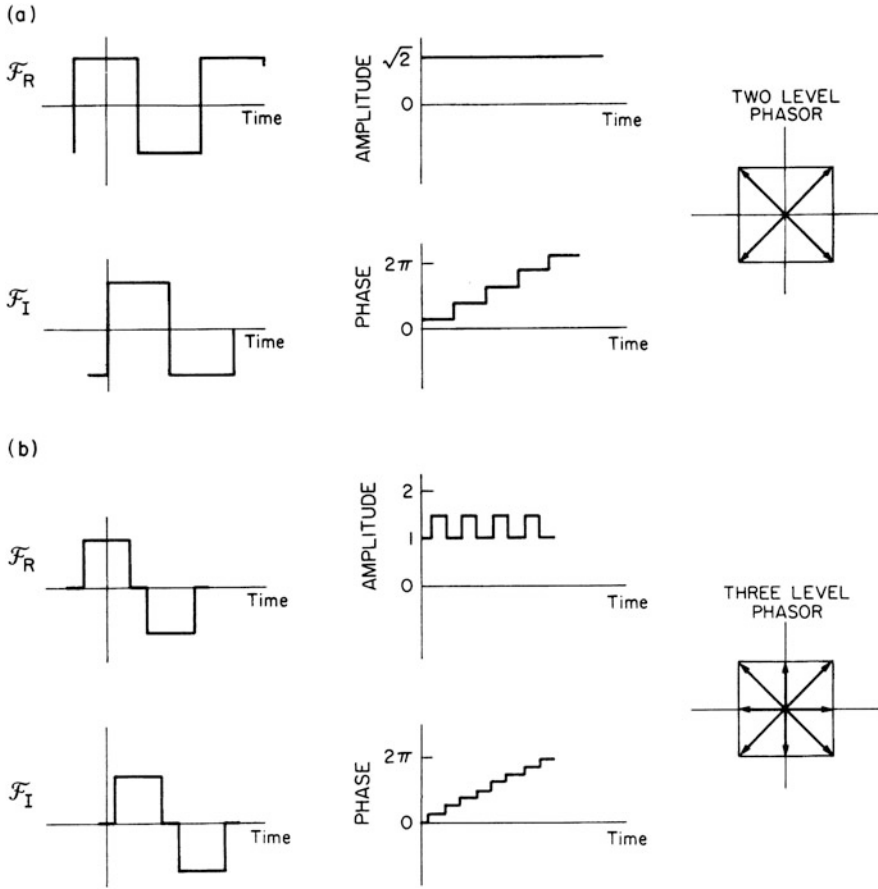 (a)
ℱR
Time
AMPLITUDE
√2
0
Time
TWO LEVEL
PHASOR
ℱI
Time
PHASE
2π
0
Time
(b)
ℱR
Time
AMPLITUDE
2
1
0
Time
THREE LEVEL
PHASOR
ℱI
Time
PHASE
2π
0
Time